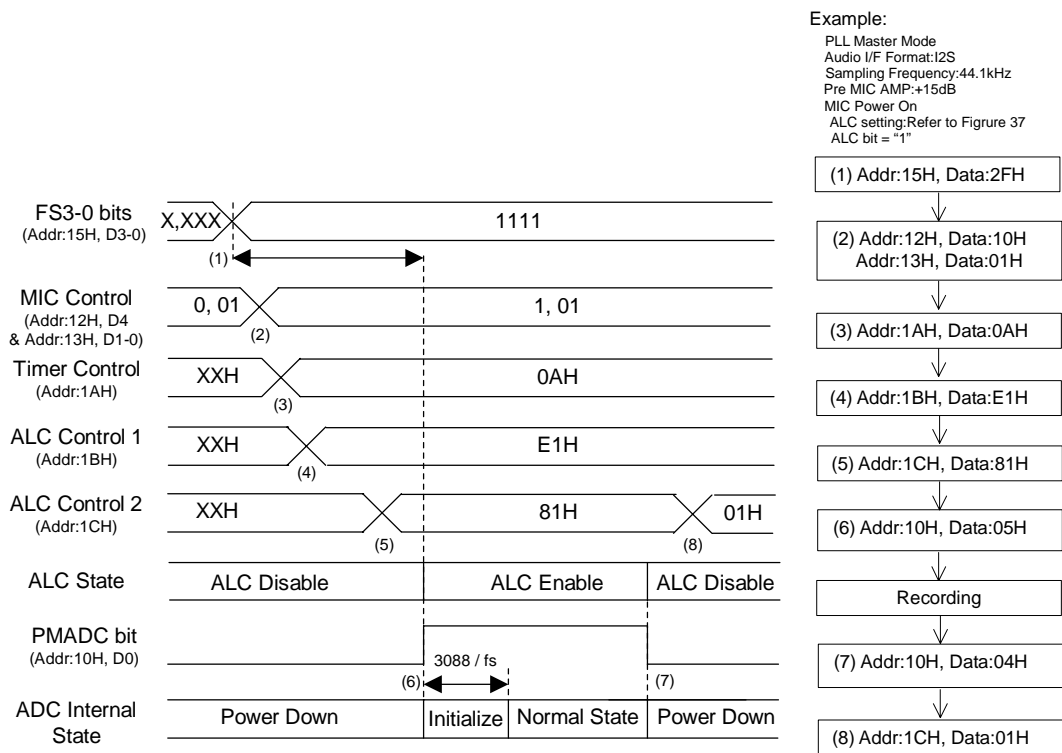 Example:
PLL Master Mode
Audio I/F Format:I2S
Sampling Frequency:44.1kHz
Pre MIC AMP:+15dB
MIC Power On
ALC setting:Refer to Figrure 37
ALC bit = “1”
(1) Addr:15H, Data:2FH
(2) Addr:12H, Data:10H
Addr:13H, Data:01H
(3) Addr:1AH, Data:0AH
(4) Addr:1BH, Data:E1H
(5) Addr:1CH, Data:81H
(6) Addr:10H, Data:05H
Recording
(7) Addr:10H, Data:04H
(8) Addr:1CH, Data:01H
FS3-0 bits
(Addr:15H, D3-0)
X,XXX
1111
(1)
MIC Control
(Addr:12H, D4
& Addr:13H, D1-0)
0, 01
1, 01
(2)
Timer Control
(Addr:1AH)
XXH
0AH
(3)
ALC Control 1
(Addr:1BH)
XXH
E1H
(4)
ALC Control 2
(Addr:1CH)
XXH
81H
01H
(5)
(8)
ALC State
ALC Disable
ALC Enable
ALC Disable
PMADC bit
(Addr:10H, D0)
3088 / fs
(6)
(7)
ADC Internal
State
Power Down
Initialize
Normal State
Power Down